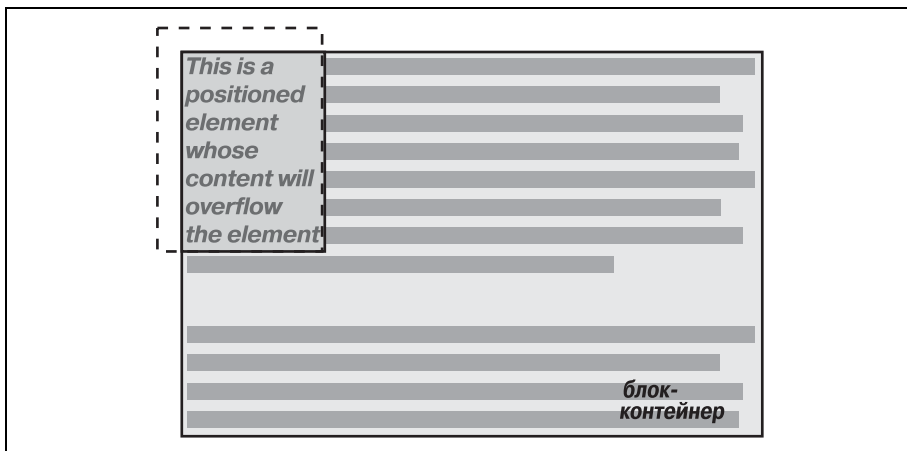 This is a
positioned
element
whose
content will
overflow
the element
блок-
контейнер